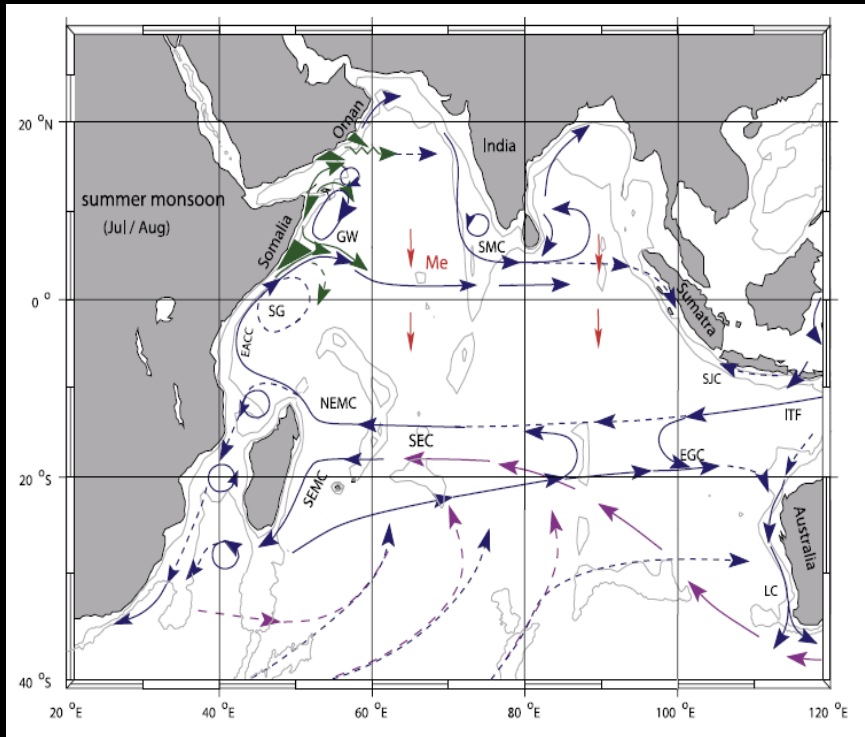 20 °N
Oman
India
summer monsoon
(Jul / Aug)
Somalia
GW
SMC
Me
0 °
SG
Sumatra
EACC
SJC
NEMC
ITF
SEC
EGC
20 °S
SEMC
Australia
LC
40 °S
20 °E
40 °E
60 °E
80 °E
100 °E
120 °E